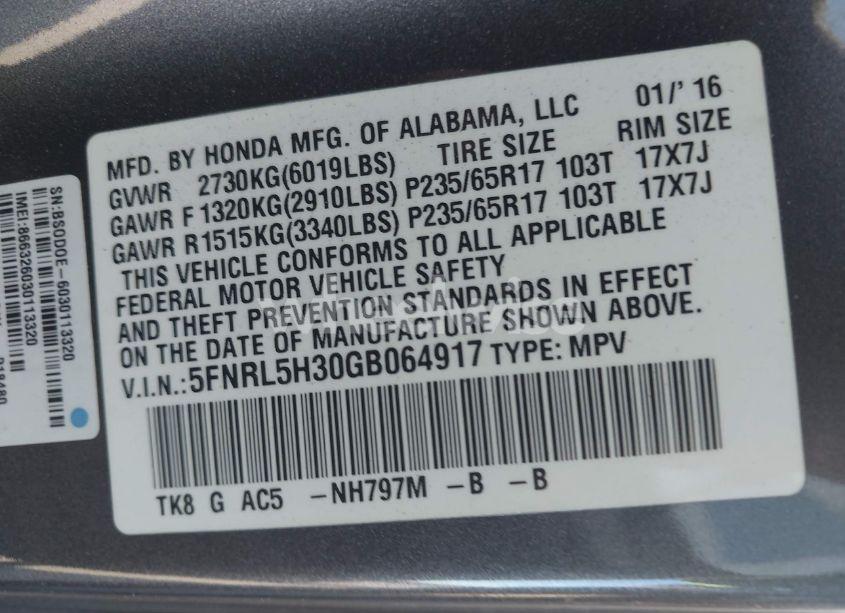 MFD. BY HONDA MFG. OF ALABAMA, LLC 01/' 16
GVWR 2730KG(6019LBS) TIRE SIZE RIM SIZE
GAWR F 1320KG(2910LBS) P235/65R17 103T 17X7J
GAWR R1515KG(3340LBS) P235/65R17 103T 17X7J
THIS VEHICLE CONFORMS TO ALL APPLICABLE
FEDERAL MOTOR VEHICLE SAFETY
AND THEFT PREVENTION STANDARDS IN EFFECT
ON THE DATE OF MANUFACTURE SHOWN ABOVE.
V.I.N.: 5FNRL5H30GB064917 TYPE: MPV
TK8 G AC5 -NH797M -B -B
SN:BSODOE-6030113320
IMEI:866326030113320